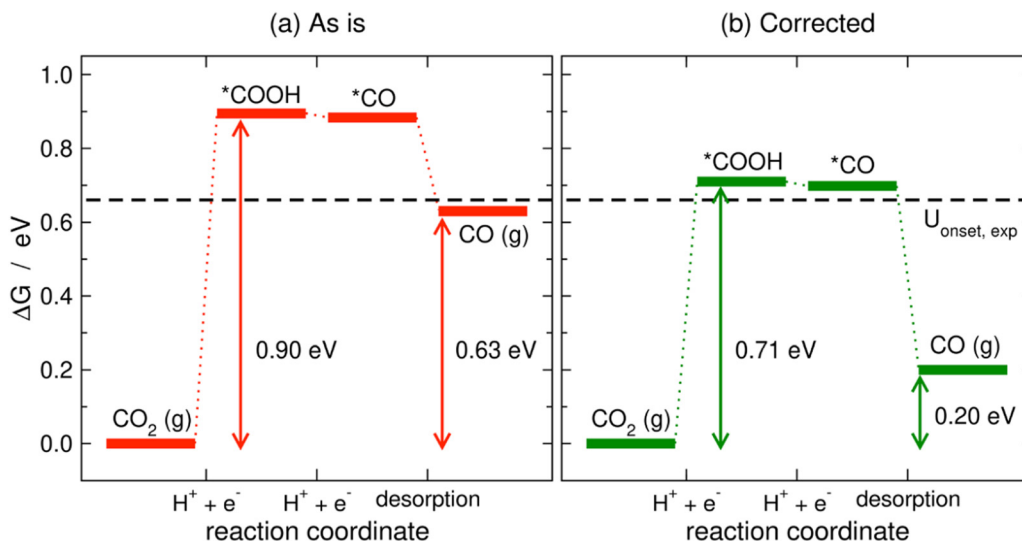 (a) As is
(b) Corrected
ΔG / eV
1.0
0.8
0.6
0.4
0.2
0.0
*COOH
*CO
CO (g)
0.90 eV
0.63 eV
CO₂ (g)
H⁺ + e⁻
H⁺ + e⁻
desorption
reaction coordinate
*COOH
*CO
U_onset, exp
CO (g)
0.71 eV
0.20 eV
CO₂ (g)
H⁺ + e⁻
H⁺ + e⁻
desorption
reaction coordinate